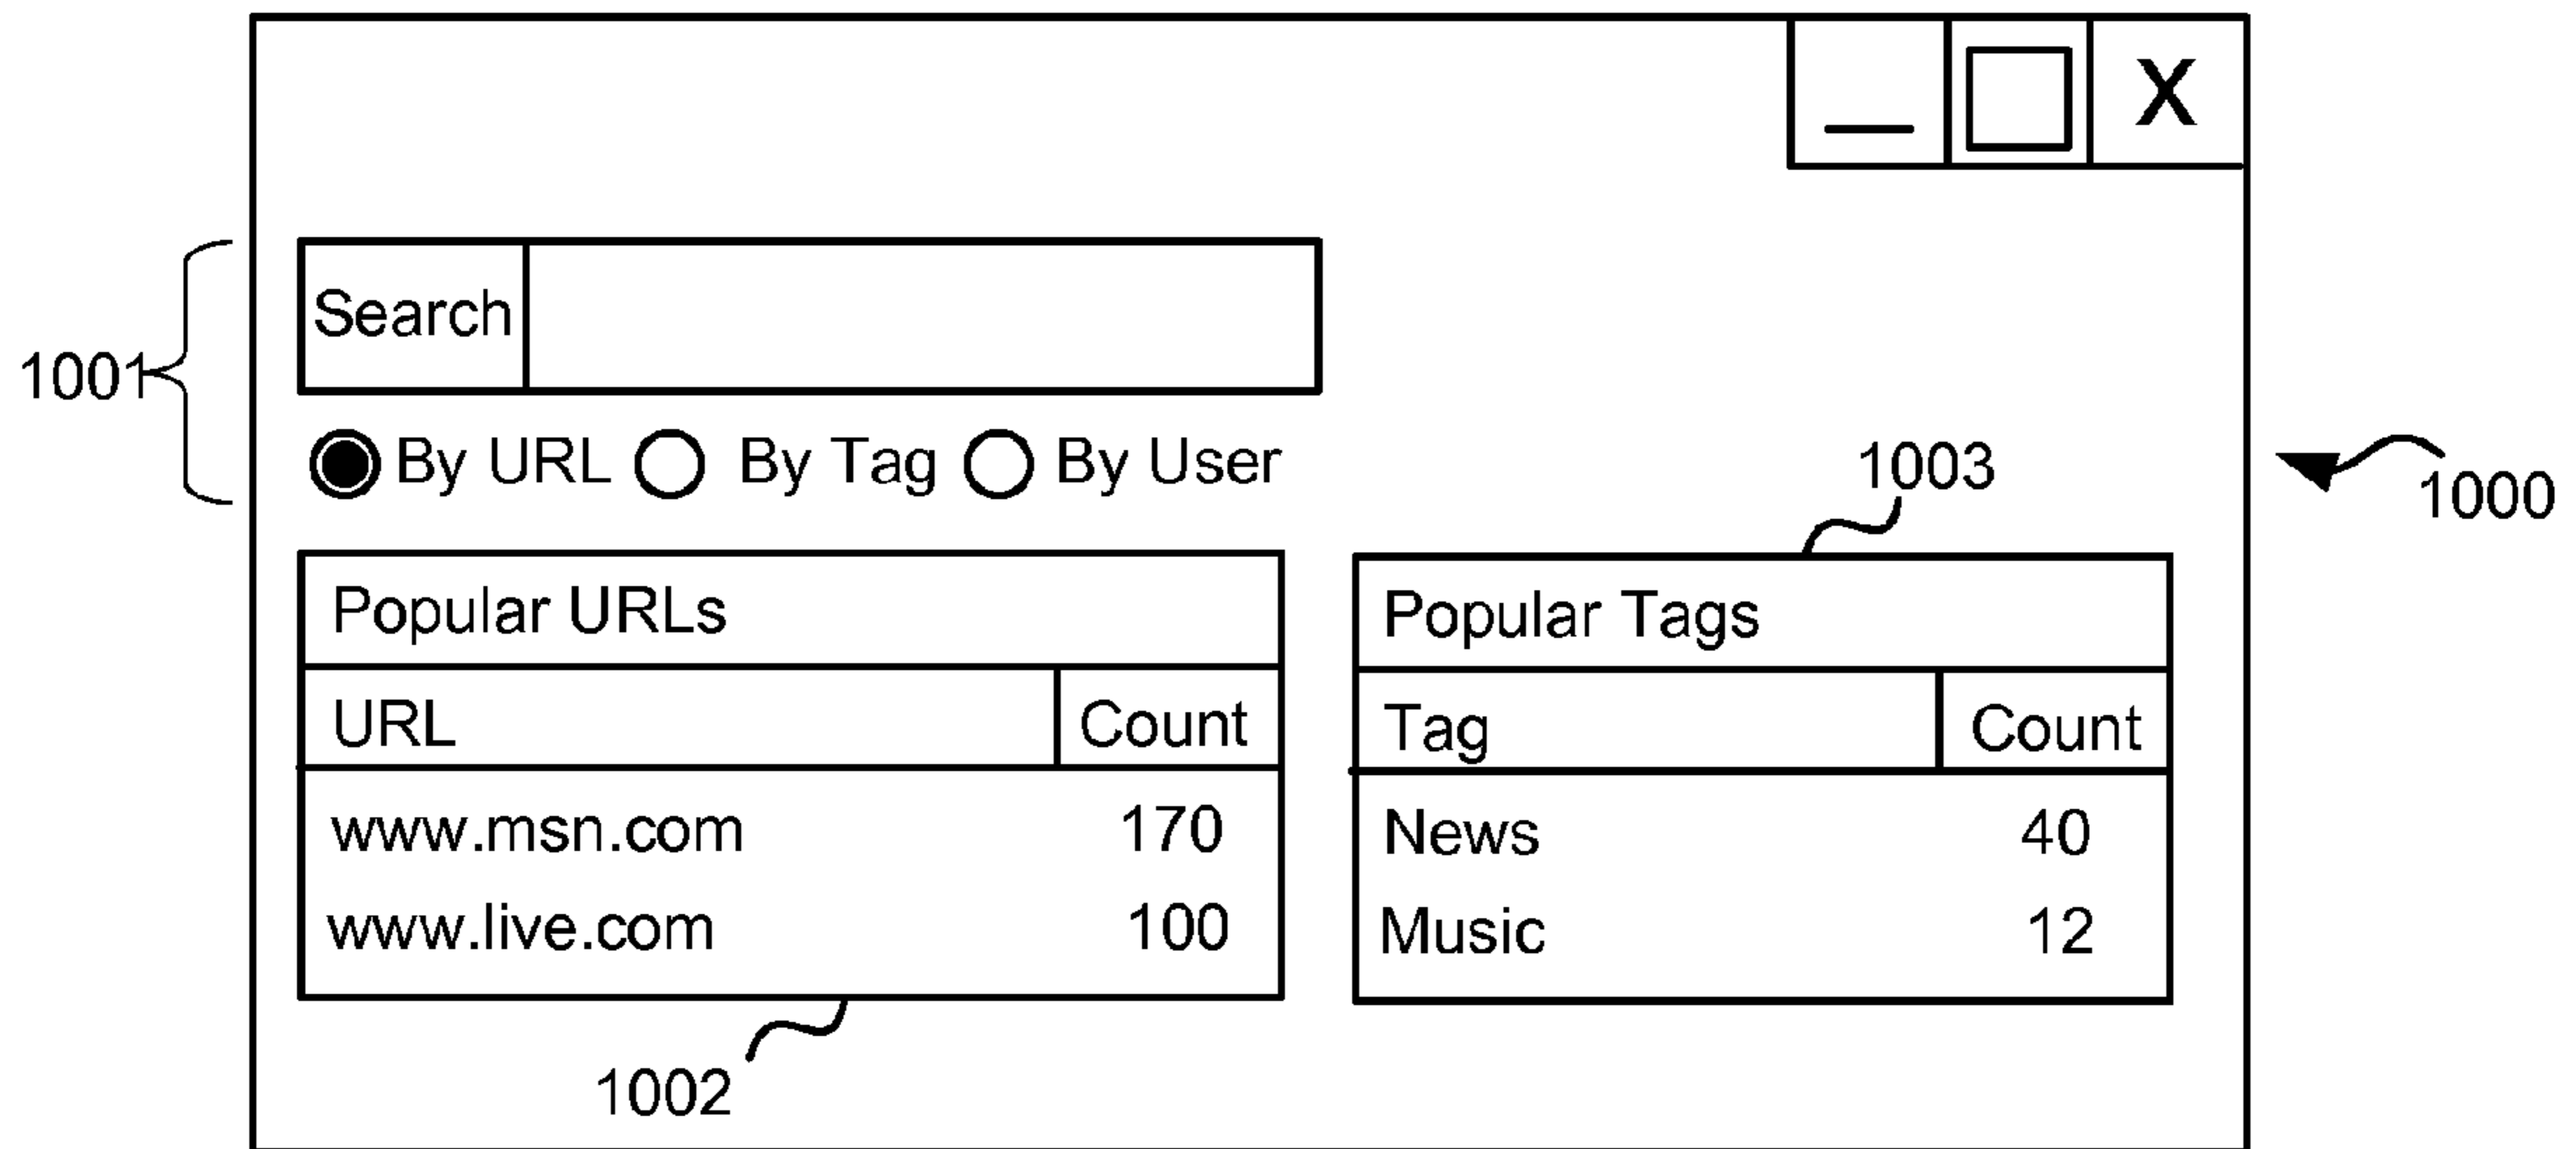 X
Search
1001
By URL By Tag By User
1003
1000
Popular URLs
URL Count
www.msn.com 170
www.live.com 100
Popular Tags
Tag Count
News 40
Music 12
1002